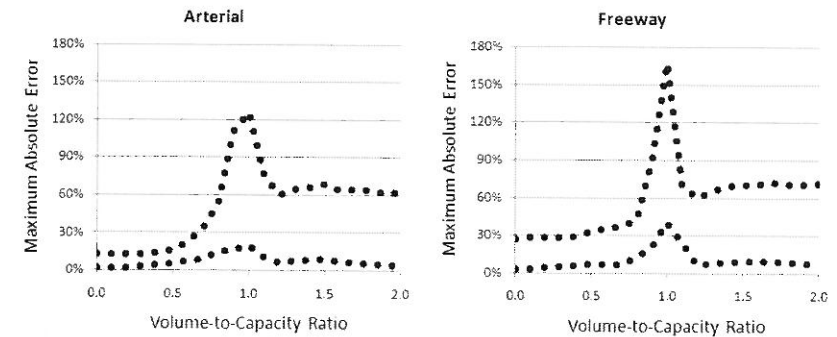 Arterial
Maximum Absolute Error
180%
150%
120%
90%
60%
30%
0%
0.0 0.5 1.0 1.5 2.0
Volume-to-Capacity Ratio
Freeway
Maximum Absolute Error
180%
150%
120%
90%
60%
30%
0%
0.0 0.5 1.0 1.5 2.0
Volume-to-Capacity Ratio